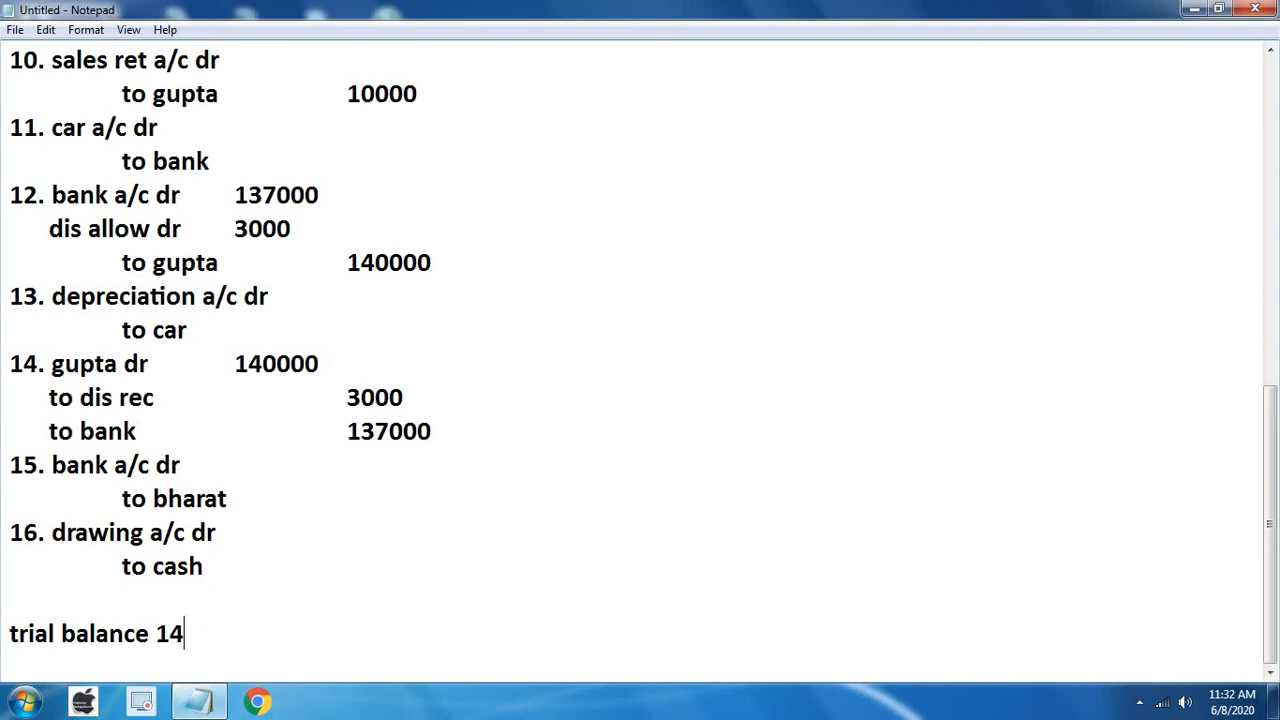 Untitled - Notepad
File Edit Format View Help
10. sales ret a/c dr
to gupta 10000
11. car a/c dr
to bank
12. bank a/c dr 137000
dis allow dr 3000
to gupta 140000
13. depreciation a/c dr
to car
14. gupta dr 140000
to dis rec 3000
to bank 137000
15. bank a/c dr
to bharat
16. drawing a/c dr
to cash
trial balance 14
11:32 AM
6/8/2020